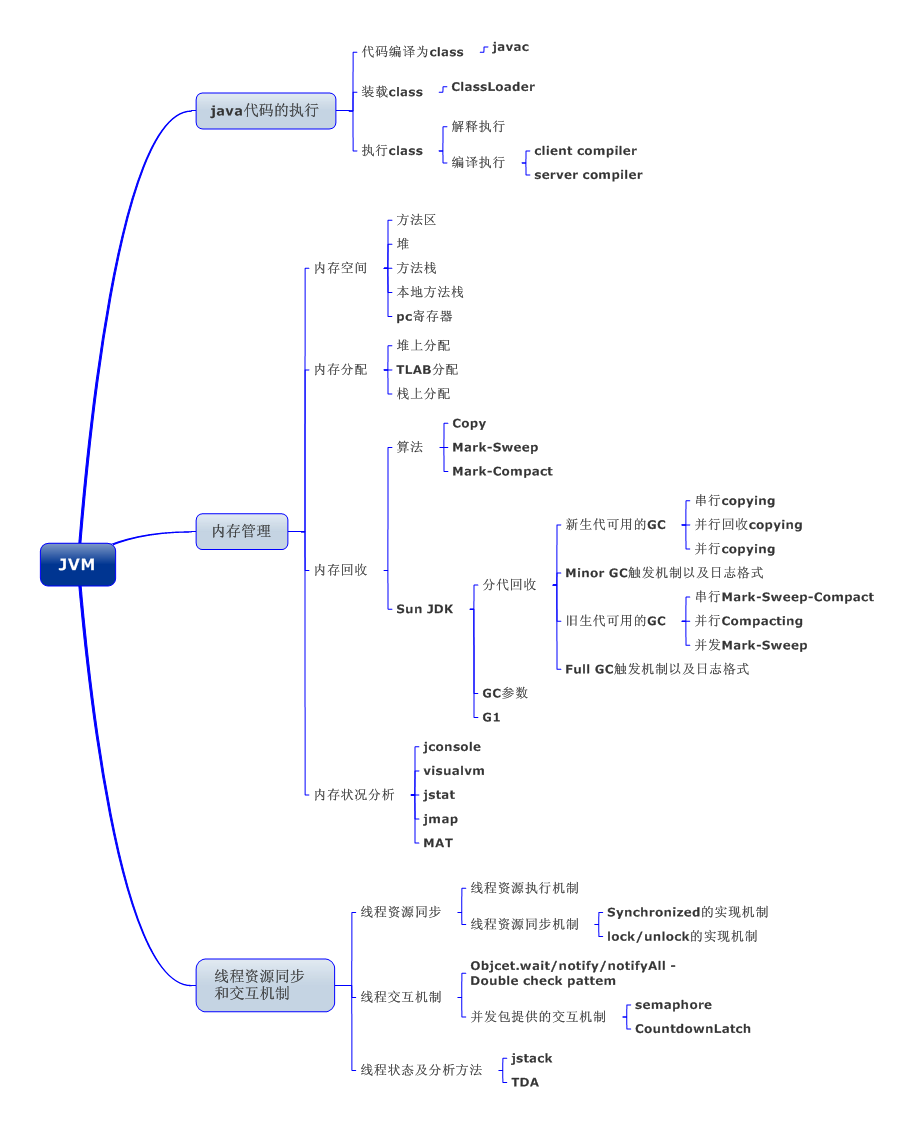 JVM
java代码的执行
代码编译为class
javac
装载class
ClassLoader
执行class
解释执行
编译执行
client compiler
server compiler
内存管理
内存空间
方法区
堆
方法栈
本地方法栈
pc寄存器
内存分配
堆上分配
TLAB分配
栈上分配
内存回收
算法
Copy
Mark-Sweep
Mark-Compact
Sun JDK
分代回收
新生代可用的GC
串行copying
并行回收copying
并行copying
Minor GC触发机制以及日志格式
旧生代可用的GC
串行Mark-Sweep-Compact
并行Compacting
并发Mark-Sweep
Full GC触发机制以及日志格式
GC参数
G1
内存状况分析
jconsole
visualvm
jstat
jmap
MAT
线程资源同步
和交互机制
线程资源同步
线程资源执行机制
线程资源同步机制
Synchronized的实现机制
lock/unlock的实现机制
线程交互机制
Objcet.wait/notify/notifyAll -
Double check pattem
并发包提供的交互机制
semaphore
CountdownLatch
线程状态及分析方法
jstack
TDA